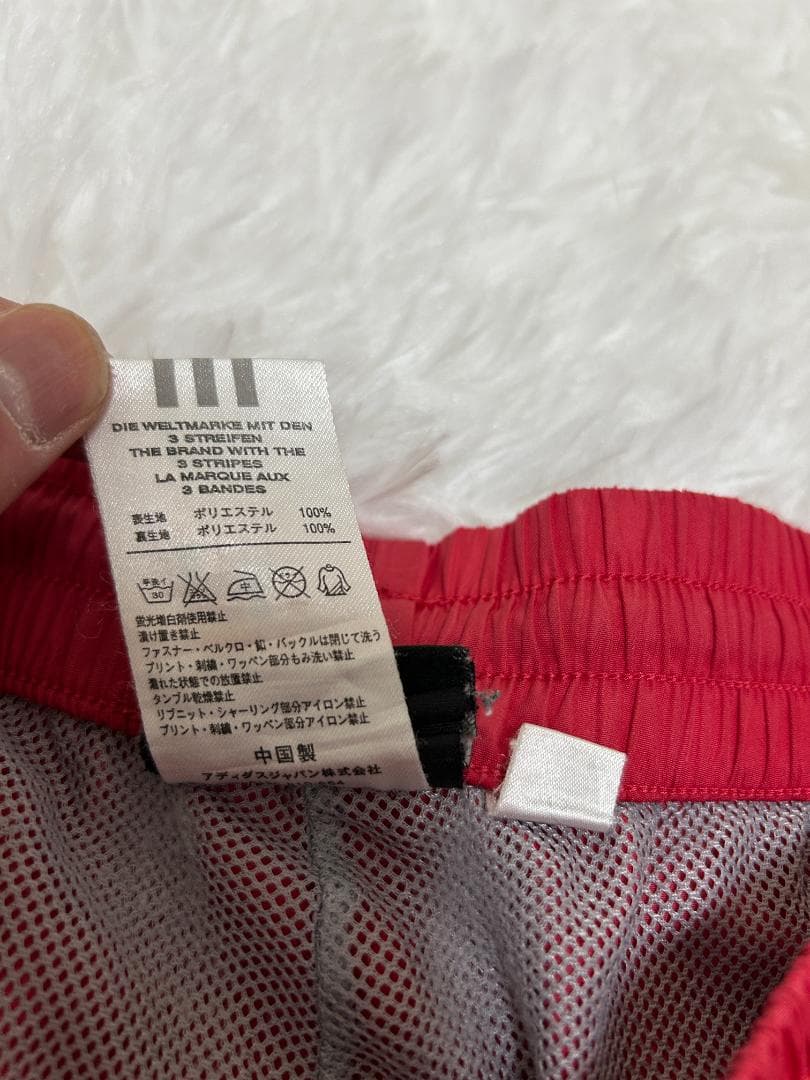 DIE WELTMARKE MIT DEN
3 STREIFEN
THE BRAND WITH THE
3 STRIPES
LA MARQUE AUX
3 BANDES
表生地 ポリエステル 100%
裏生地 ポリエステル 100%
手洗イ 30 中
蛍光増白剤使用禁止
漬け置き禁止
ファスナー・ベルクロ・釦・バックルは閉じて洗う
プリント・刺繍・ワッペン部分もみ洗い禁止
濡れた状態での放置禁止
タンブル乾燥禁止
リブニット・シャーリング部分アイロン禁止
プリント・刺繍・ワッペン部分アイロン禁止
中国製
アディダスジャパン株式会社